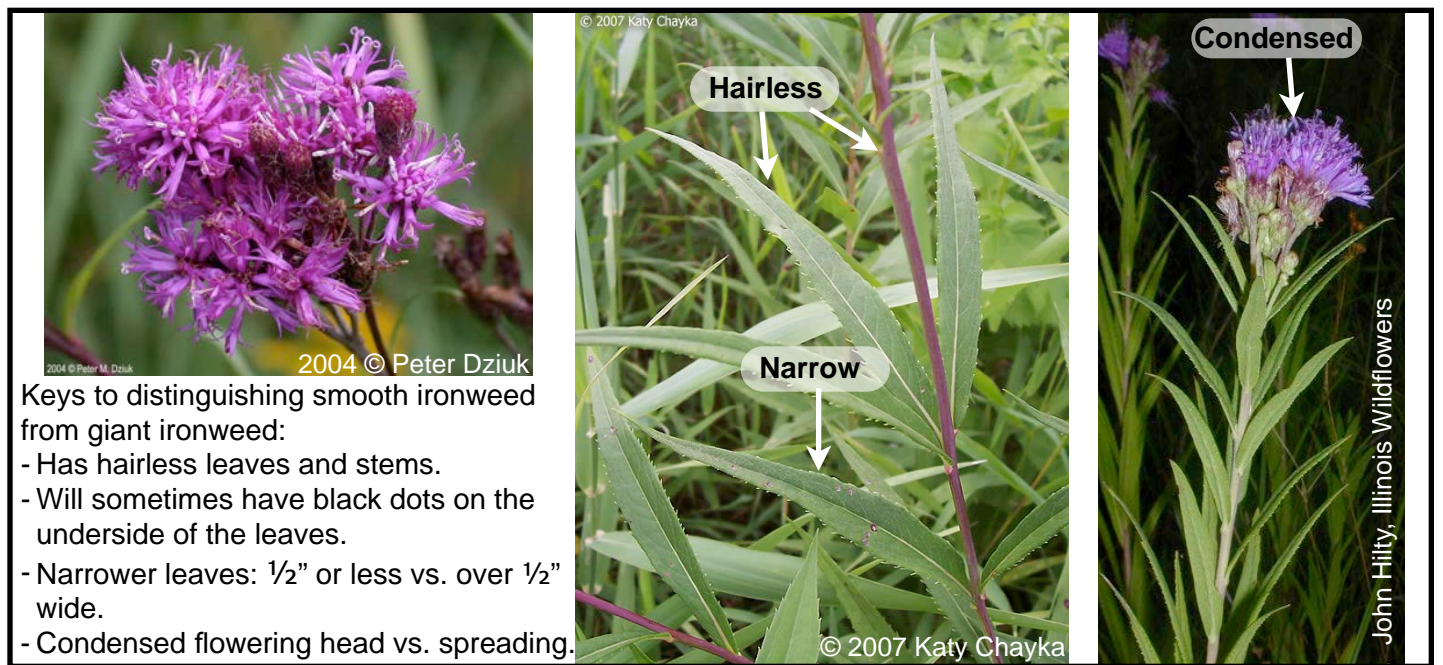 2004 © Peter M. Dziuk
2004 © Peter Dziuk
Keys to distinguishing smooth ironweed
from giant ironweed:
- Has hairless leaves and stems.
- Will sometimes have black dots on the
underside of the leaves.
- Narrower leaves: ½” or less vs. over ½”
wide.
- Condensed flowering head vs. spreading.
© 2007 Katy Chayka
Hairless
Narrow
© 2007 Katy Chayka
Condensed
John Hilty, Illinois Wildflowers